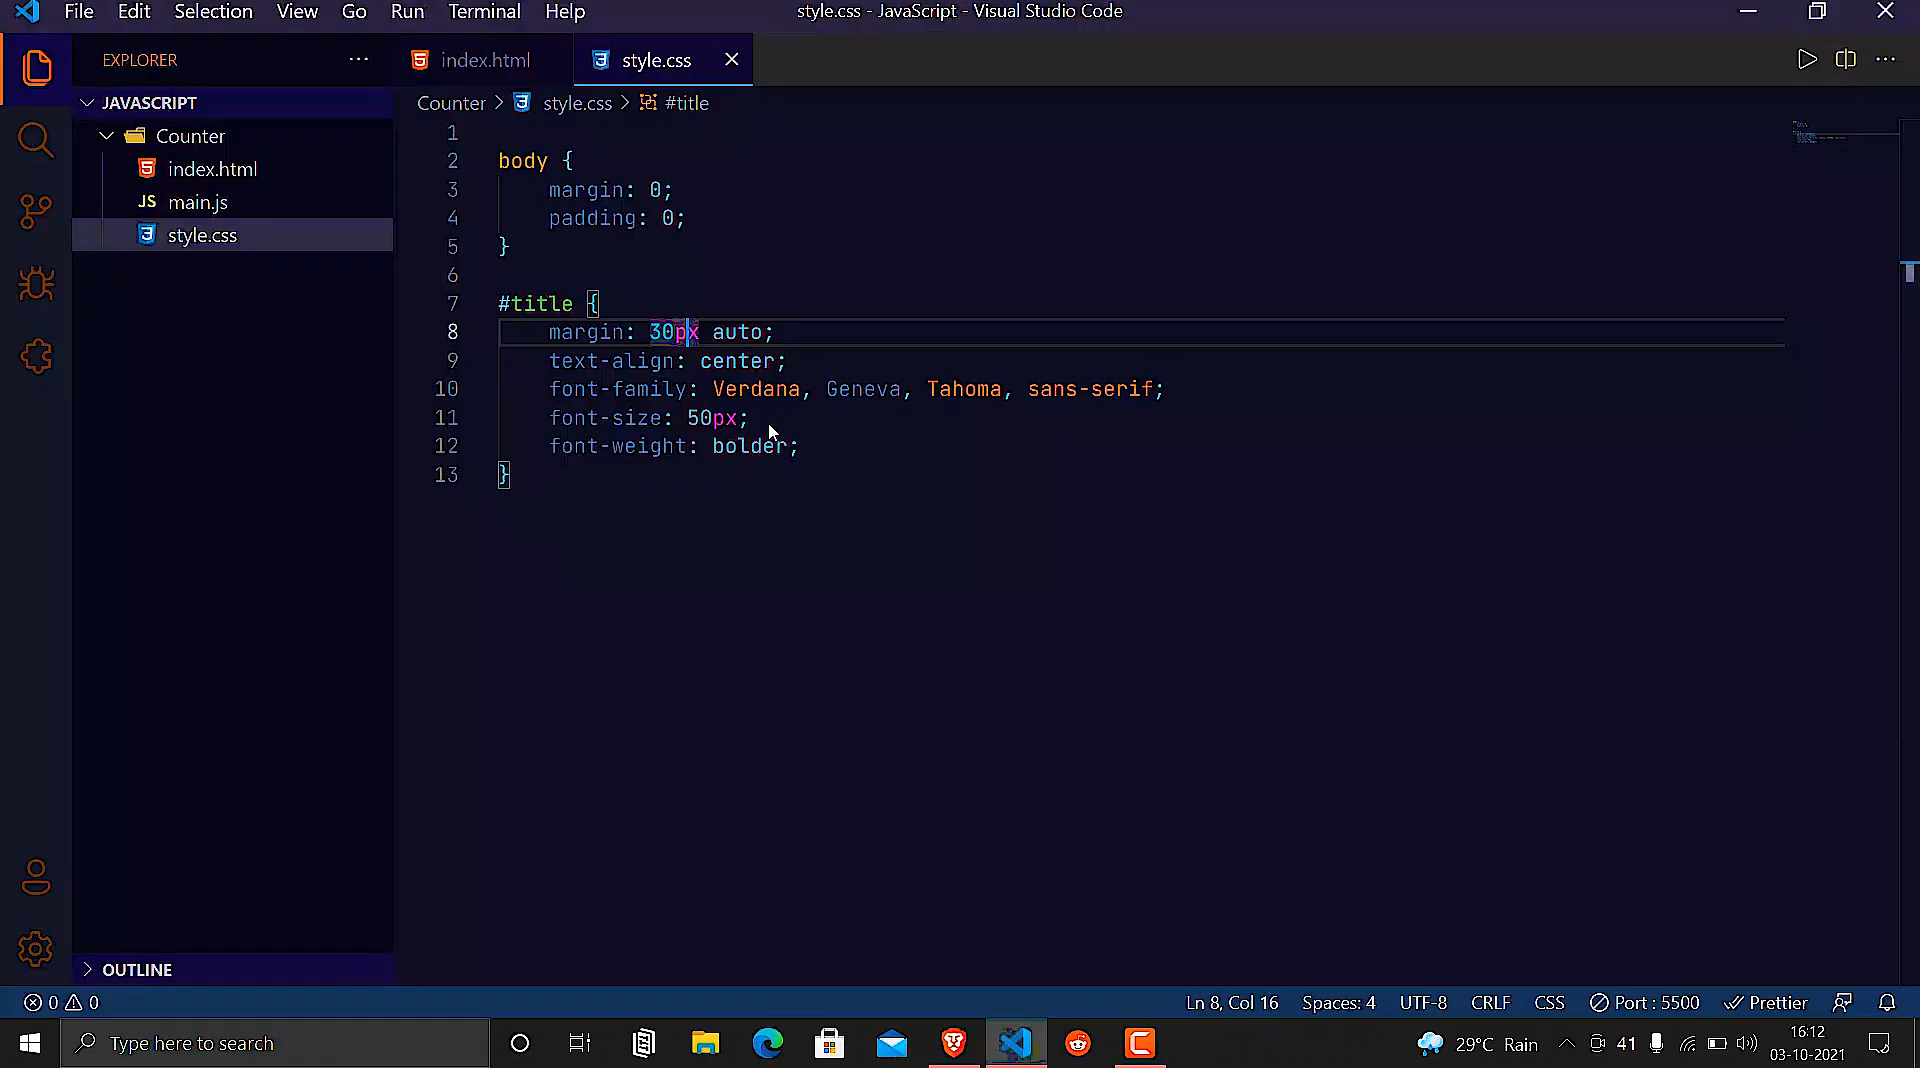 File Edit Selection View Go Run Terminal Help style.css - JavaScript - Visual Studio Code
EXPLORER
index.html
style.css
JAVASCRIPT
Counter > style.css > #title
Counter
index.html
JS main.js
style.css
1
2 body {
3 margin: 0;
4 padding: 0;
5 }
6
7 #title {
8 margin: 30px auto;
9 text-align: center;
10 font-family: Verdana, Geneva, Tahoma, sans-serif;
11 font-size: 50px;
12 font-weight: bolder;
13 }
OUTLINE
0 0 Ln 8, Col 16 Spaces: 4 UTF-8 CRLF CSS Port : 5500 Prettier
Type here to search 29°C Rain 41 16:12
03-10-2021